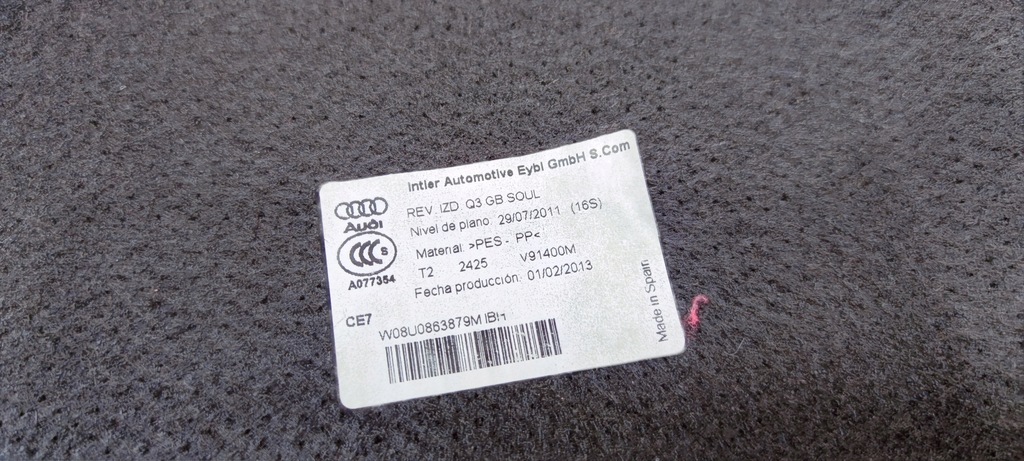 Intier Automotive Eybl GmbH S.Com
Audi
REV. IZD. Q3 GB SOUL
Nivel de plano: 29/07/2011 (16S)
CCC S
Material: >PES - PP<
A077354
T2 2425 V91400M
Fecha producción: 01/02/2013
CE7
W08U0863879M
Made in Spain